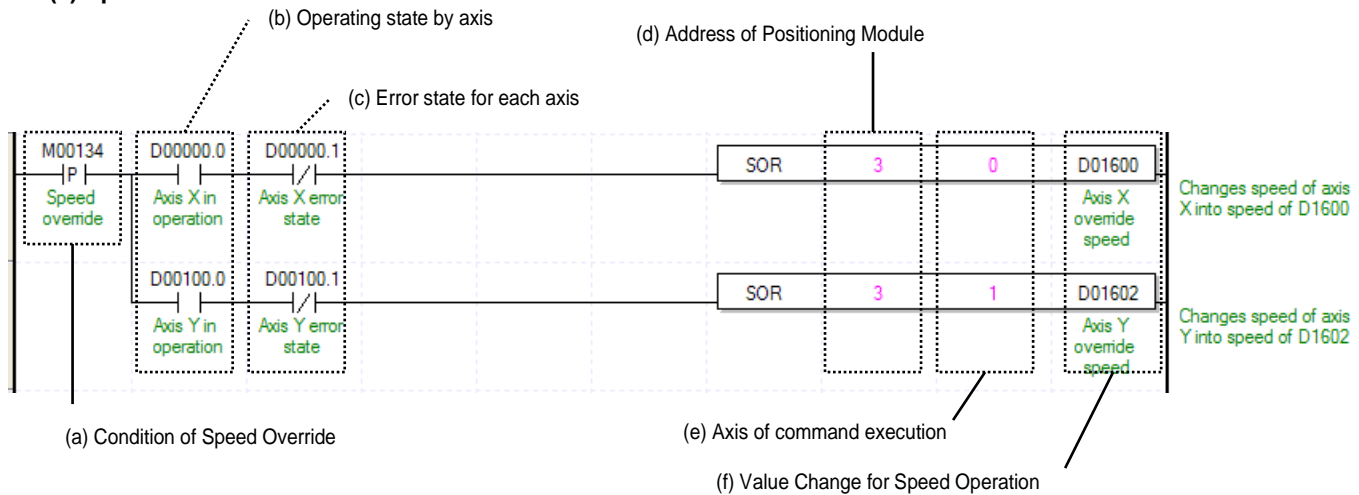 (b) Operating state by axis
(d) Address of Positioning Module
(c) Error state for each axis
M00134
P
Speed
override
D00000.0
Axis X in
operation
D00000.1
Axis X error
state
SOR 3 0 D01600
Axis X
override
speed
Changes speed of axis
X into speed of D1600
D00100.0
Axis Y in
operation
D00100.1
Axis Y error
state
SOR 3 1 D01602
Axis Y
override
speed
Changes speed of axis
Y into speed of D1602
(a) Condition of Speed Override
(e) Axis of command execution
(f) Value Change for Speed Operation